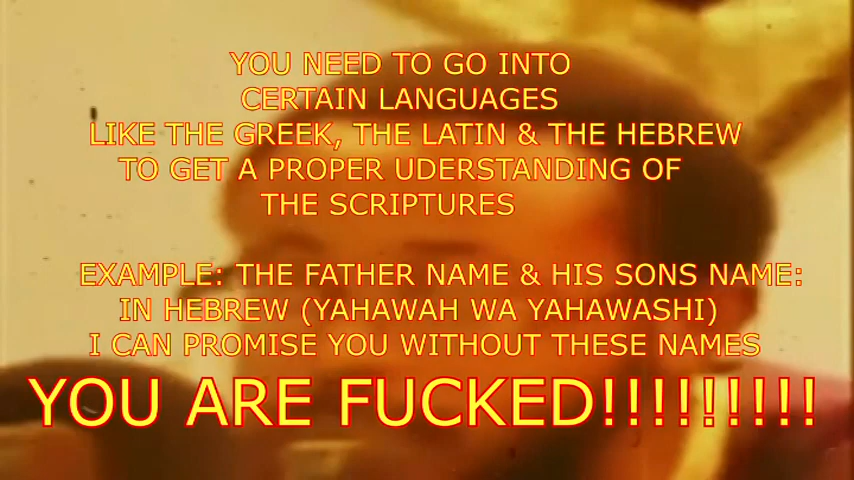 YOU NEED TO GO INTO
CERTAIN LANGUAGES
LIKE THE GREEK, THE LATIN & THE HEBREW
TO GET A PROPER UDERSTANDING OF
THE SCRIPTURES
EXAMPLE: THE FATHER NAME & HIS SONS NAME:
IN HEBREW (YAHAWAH WA YAHAWASHI)
I CAN PROMISE YOU WITHOUT THESE NAMES
YOU ARE FUCKED!!!!!!!!!